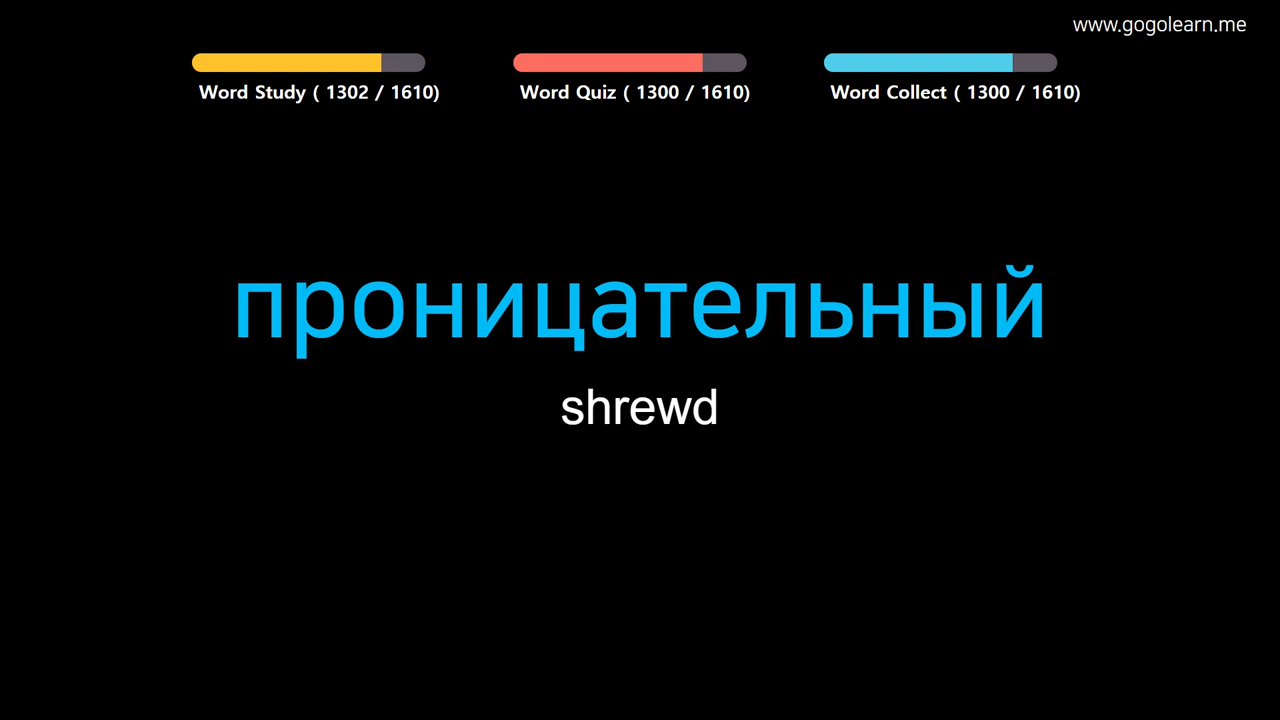 www.gogolearn.me
Word Study ( 1302 / 1610)
Word Quiz ( 1300 / 1610)
Word Collect ( 1300 / 1610)
проницательный
shrewd